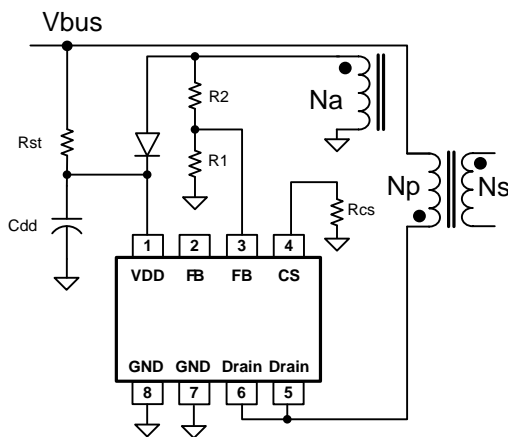 Vbus
R2
Na
Rst
R1
Np
Ns
Rcs
Cdd
1
2
3
4
VDD
FB
FB
CS
GND
GND
Drain
Drain
8
7
6
5